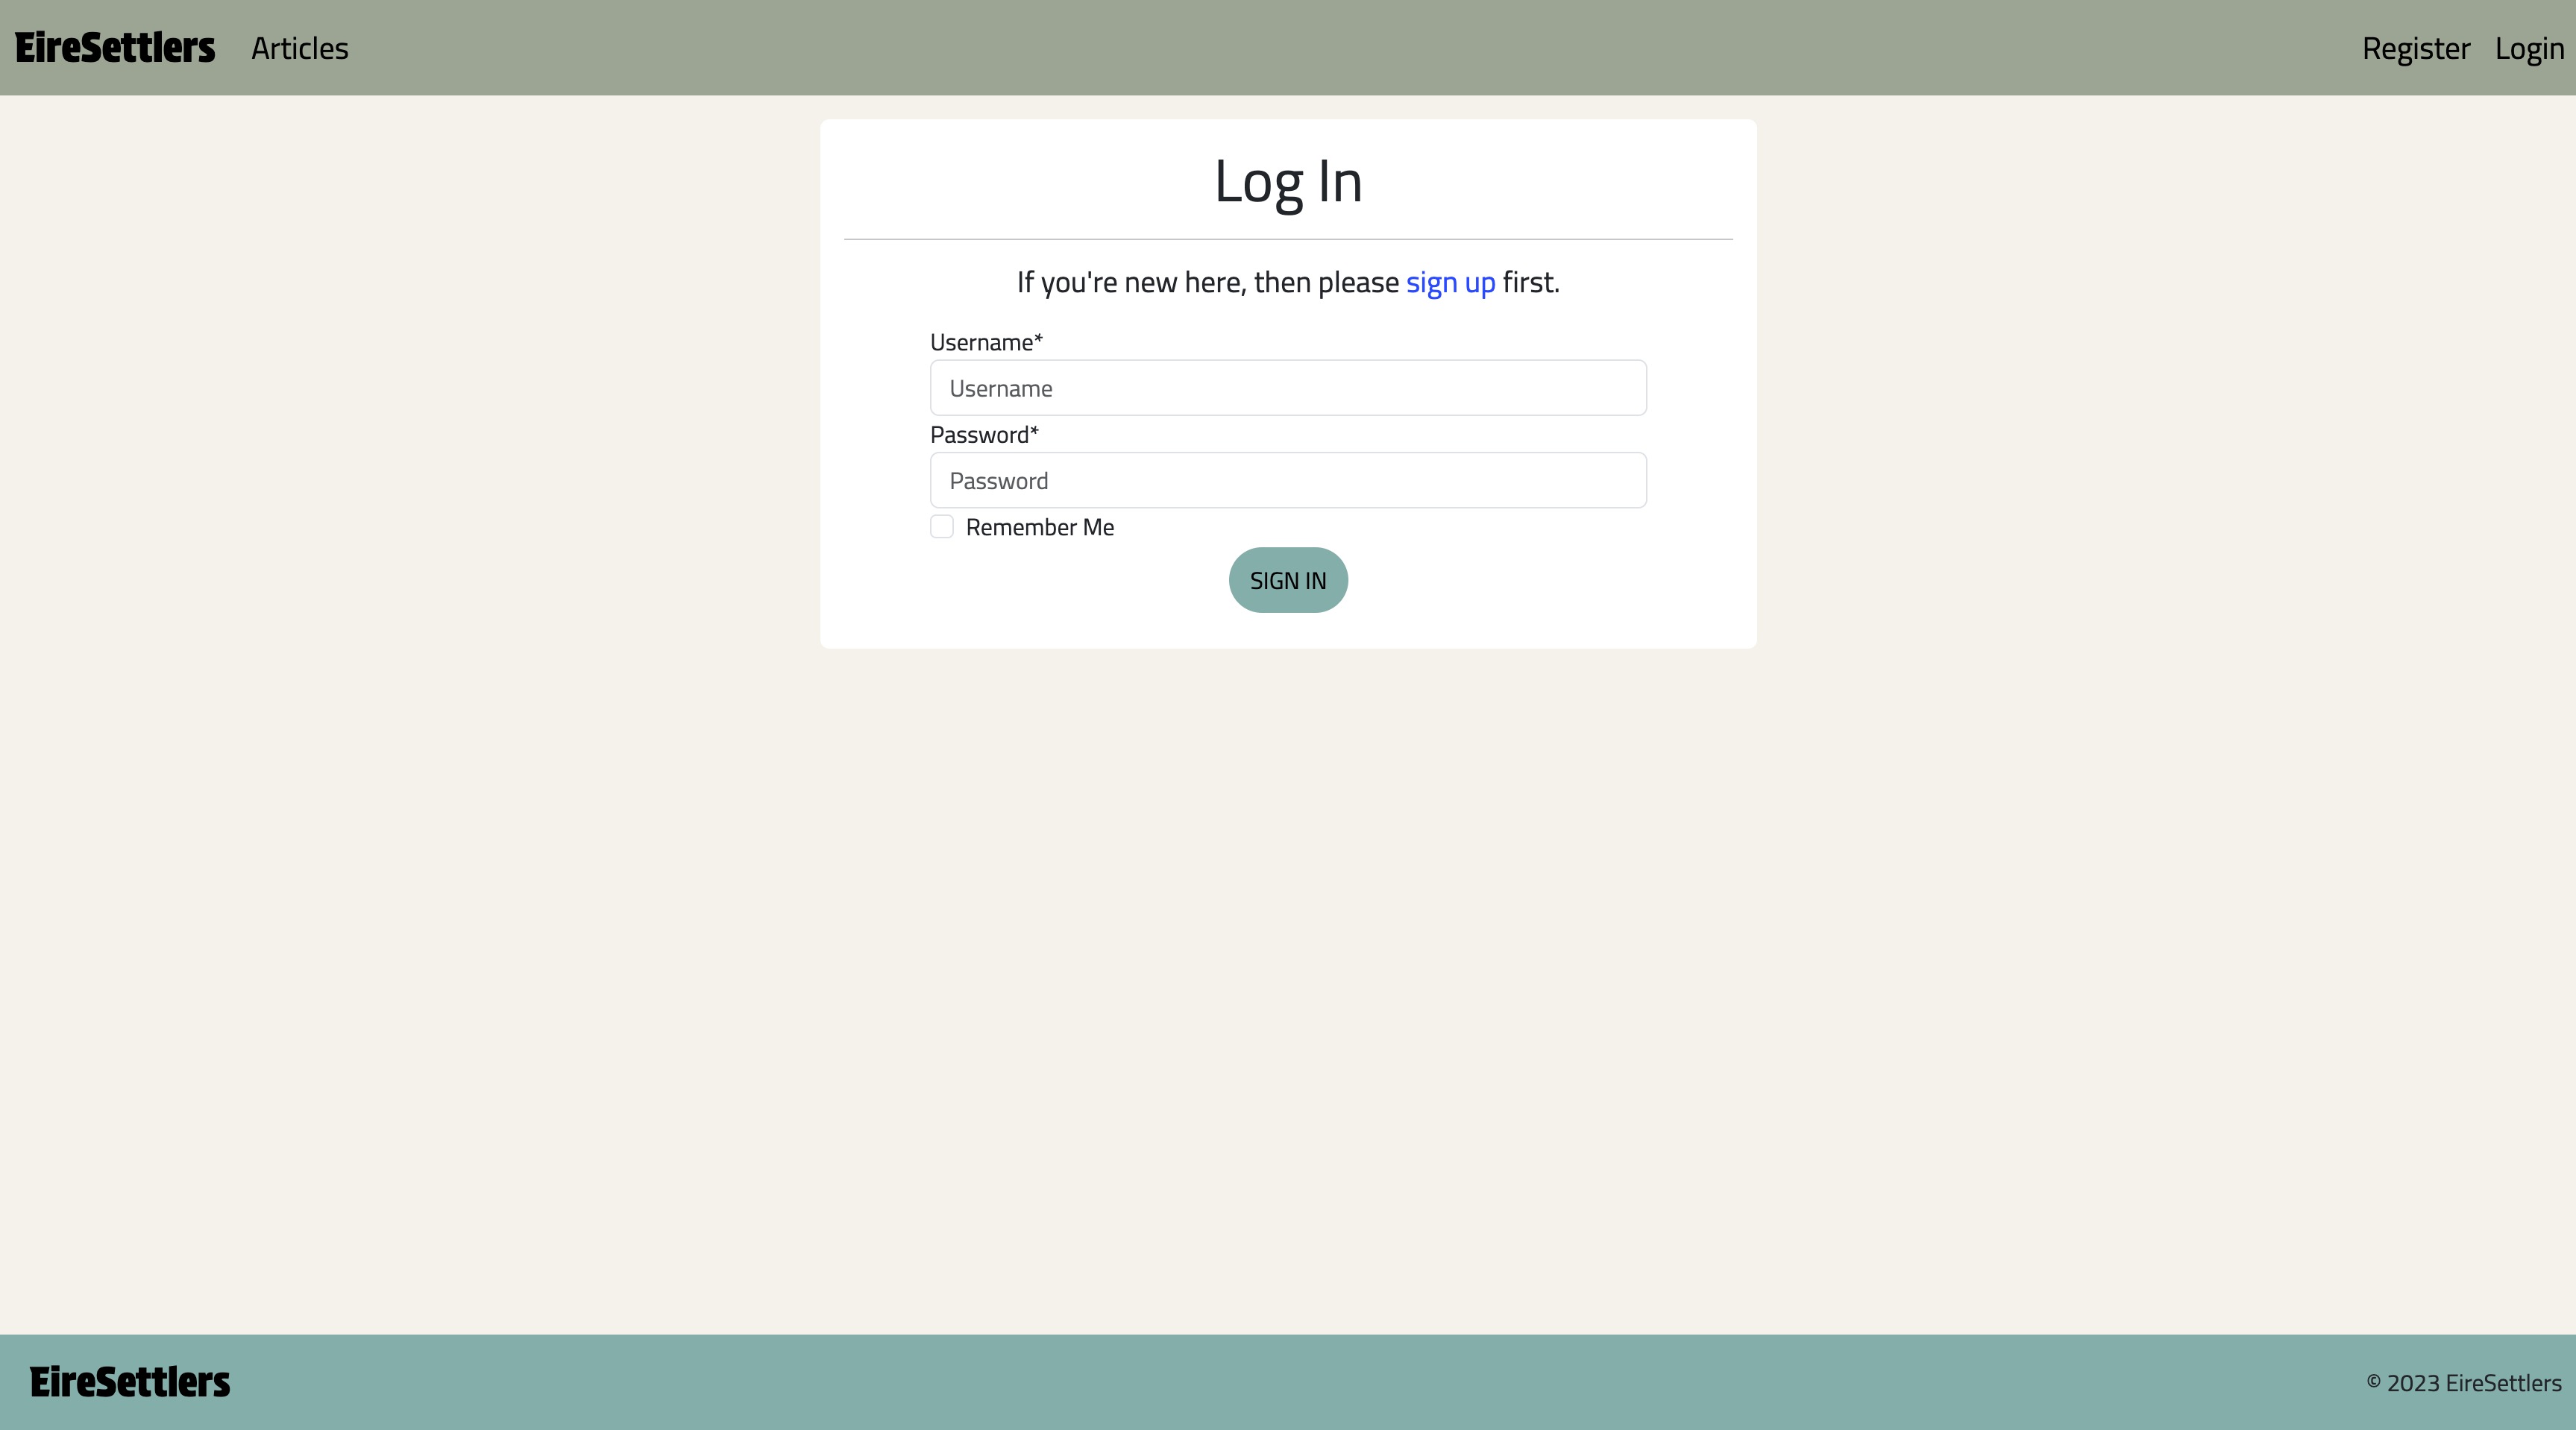 EireSettlers Articles Register Login
Log In
If you're new here, then please sign up first.
Username*
Username
Password*
Password
Remember Me
SIGN IN
EireSettlers © 2023 EireSettlers